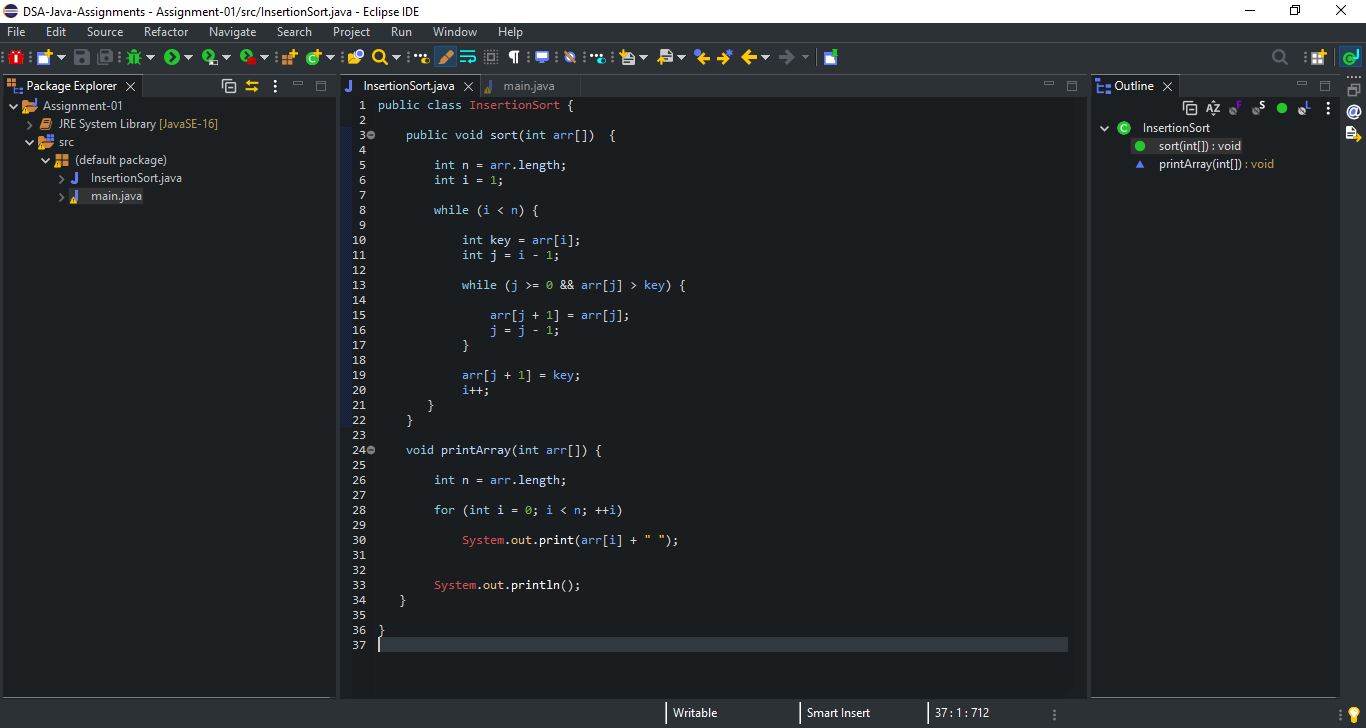 DSA-Java-Assignments - Assignment-01/src/InsertionSort.java - Eclipse IDE
File Edit Source Refactor Navigate Search Project Run Window Help
Package Explorer
Assignment-01
JRE System Library [JavaSE-16]
src
(default package)
InsertionSort.java
main.java
InsertionSort.java main.java
1 public class InsertionSort {
2
3 public void sort(int arr[]) {
4
5 int n = arr.length;
6 int i = 1;
7
8 while (i < n) {
9
10 int key = arr[i];
11 int j = i - 1;
12
13 while (j >= 0 && arr[j] > key) {
14
15 arr[j + 1] = arr[j];
16 j = j - 1;
17 }
18
19 arr[j + 1] = key;
20 i++;
21 }
22 }
23
24 void printArray(int arr[]) {
25
26 int n = arr.length;
27
28 for (int i = 0; i < n; ++i)
29
30 System.out.print(arr[i] + " ");
31
32
33 System.out.println();
34 }
35
36 }
37
Outline
InsertionSort
sort(int[]) : void
printArray(int[]) : void
Writable Smart Insert 37 : 1 : 712